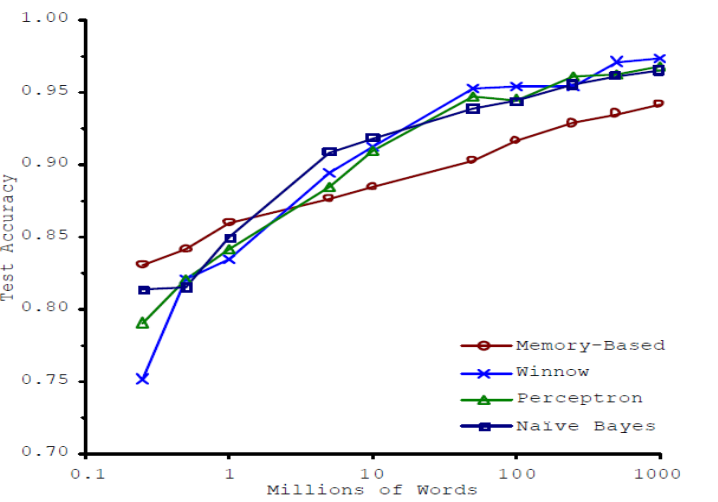 1.00
0.95
0.90
0.85
0.80
0.75
0.70
Test Accuracy
Memory-Based
Winnow
Perceptron
Naïve Bayes
0.1
1
10
100
1000
Millions of Words